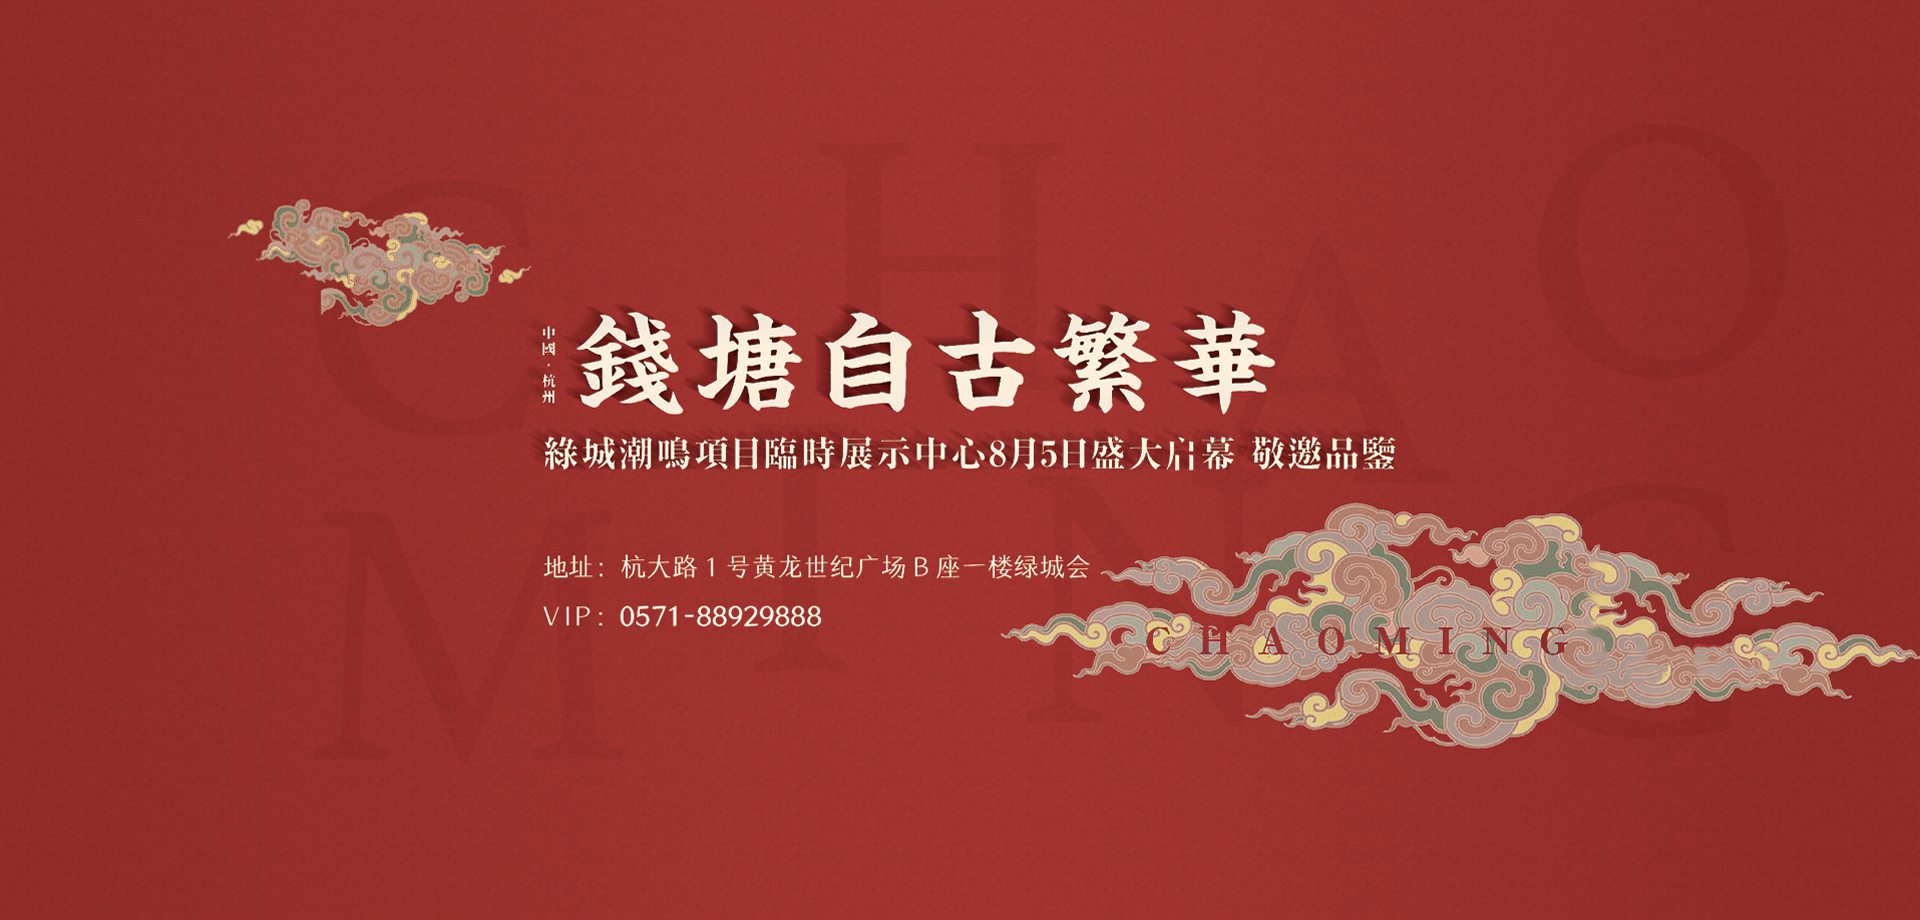 CHAO
MING
中國·杭州
錢塘自古繁華
綠城潮鳴項目臨時展示中心8月5日盛大启幕 敬邀品鑒
地址：杭大路1号黄龙世纪广场B座一楼绿城会
VIP：0571-88929888
CHAOMING